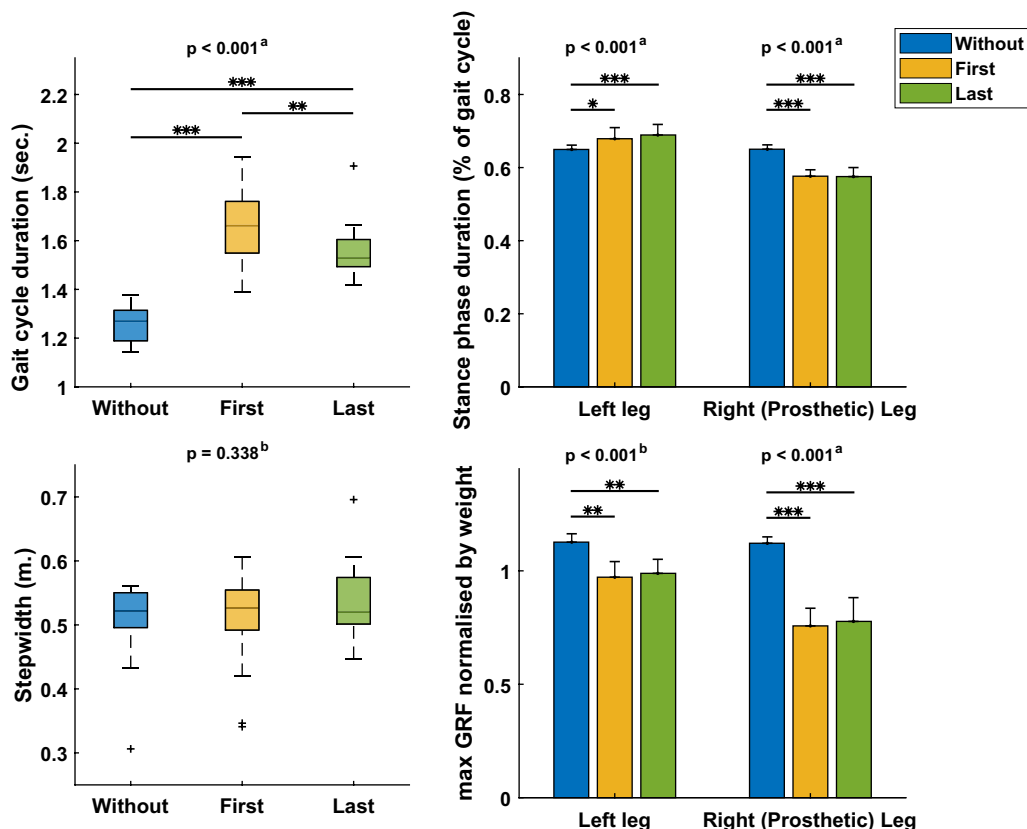 p < 0.001a
Gait cycle duration (sec.)
2.2
2
1.8
1.6
1.4
1.2
1
***
**
***
Without First Last
p < 0.001a p < 0.001a
Without
First
Last
Stance phase duration (% of gait cycle)
0.8
0.6
0.4
0.2
0
***
*
***
***
Left leg Right (Prosthetic) Leg
p = 0.338b
Stepwidth (m.)
0.7
0.6
0.5
0.4
0.3
Without First Last
p < 0.001b p < 0.001a
max GRF normalised by weight
1
0.5
0
**
**
***
***
Left leg Right (Prosthetic) Leg